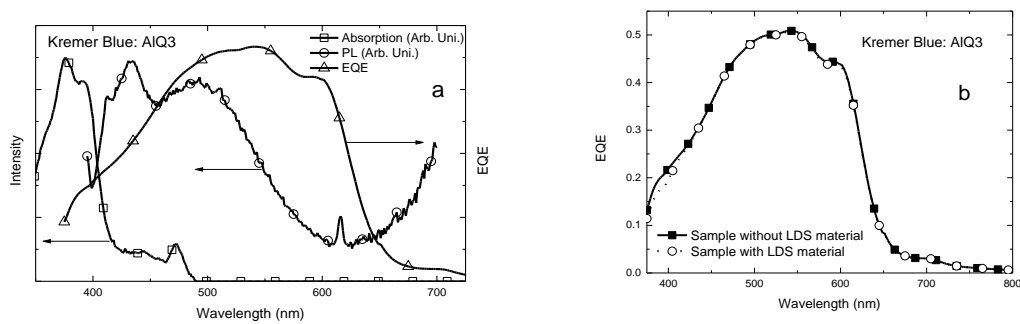 Kremer Blue: AlQ3
Absorption (Arb. Uni.)
PL (Arb. Uni.)
EQE
a
Intensity
EQE
400
500
600
700
Wavelength (nm)
Kremer Blue: AlQ3
b
0.5
0.4
0.3
0.2
0.1
0.0
EQE
Sample without LDS material
Sample with LDS material
400
500
600
700
800
Wavelength (nm)